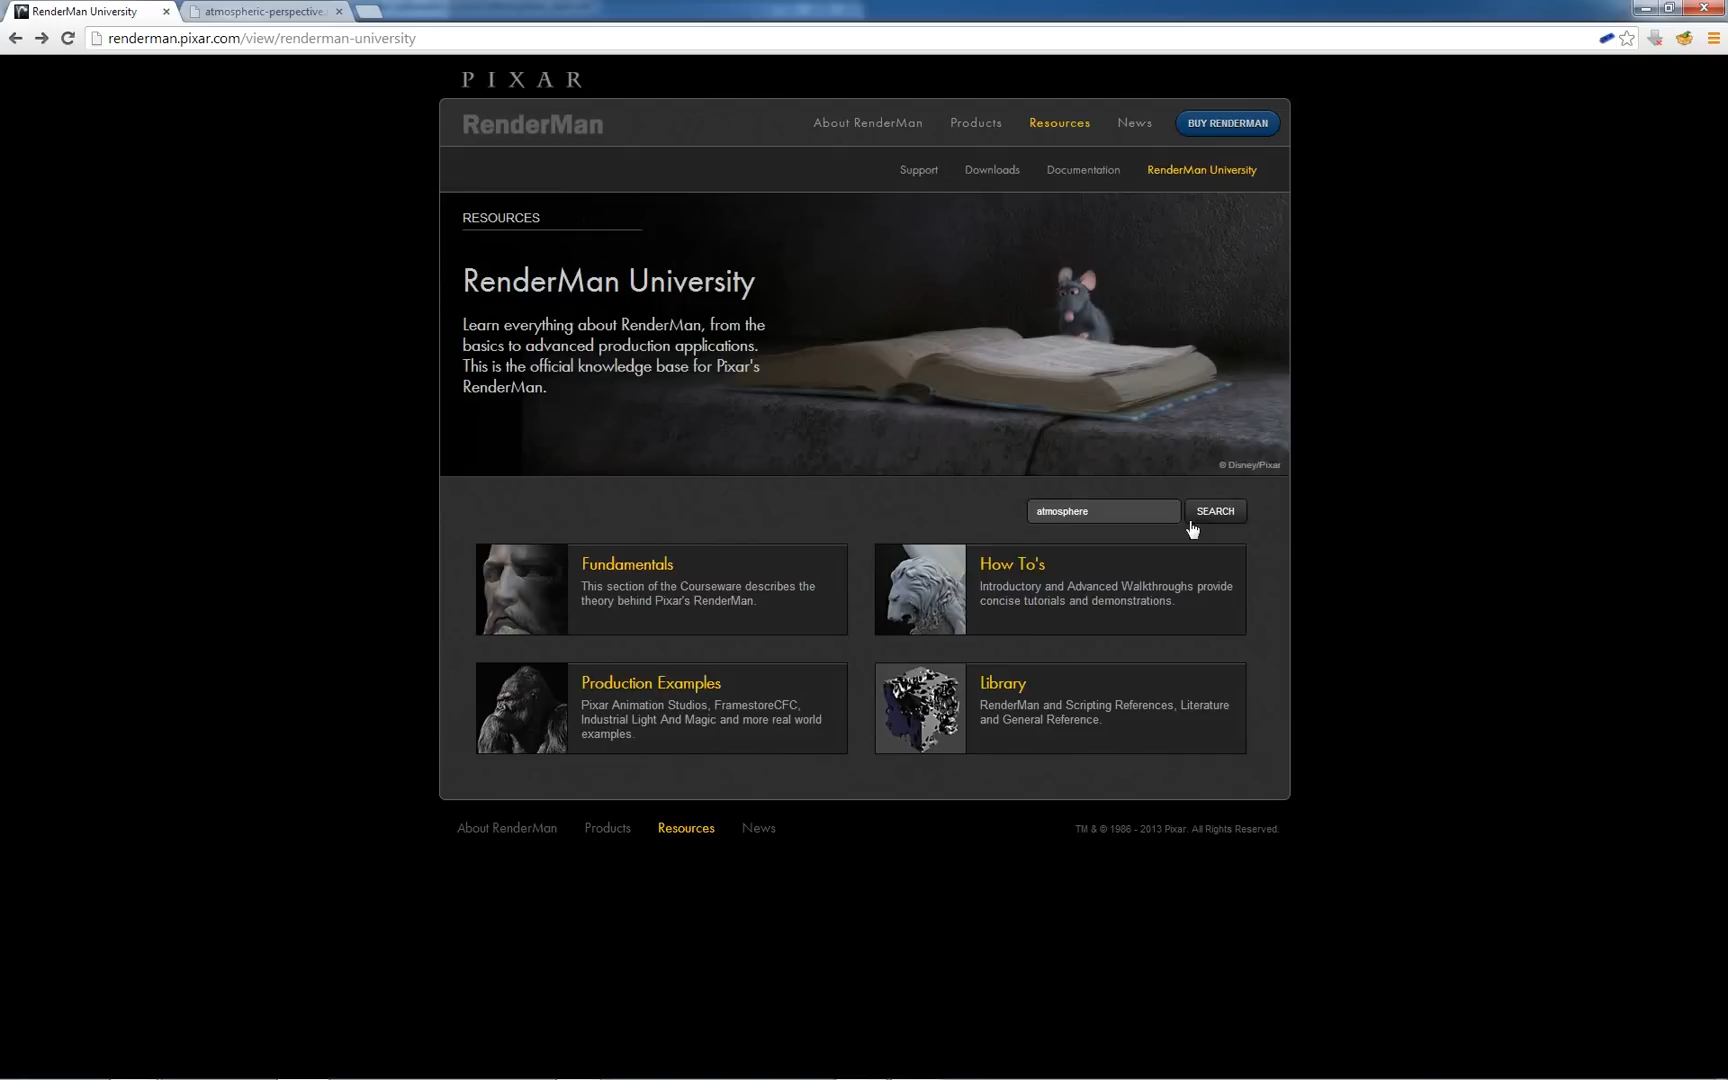 RenderMan University
atmospheric-perspective.
renderman.pixar.com/view/renderman-university
PIXAR
RenderMan
About RenderMan
Products
Resources
News
BUY RENDERMAN
Support
Downloads
Documentation
RenderMan University
RESOURCES
RenderMan University
Learn everything about RenderMan, from the
basics to advanced production applications.
This is the official knowledge base for Pixar's
RenderMan.
© Disney/Pixar
atmosphere
SEARCH
Fundamentals
This section of the Courseware describes the
theory behind Pixar's RenderMan.
How To's
Introductory and Advanced Walkthroughs provide
concise tutorials and demonstrations.
Production Examples
Pixar Animation Studios, FramestoreCFC,
Industrial Light And Magic and more real world
examples.
Library
RenderMan and Scripting References, Literature
and General Reference.
About RenderMan
Products
Resources
News
TM & © 1986 - 2013 Pixar. All Rights Reserved.